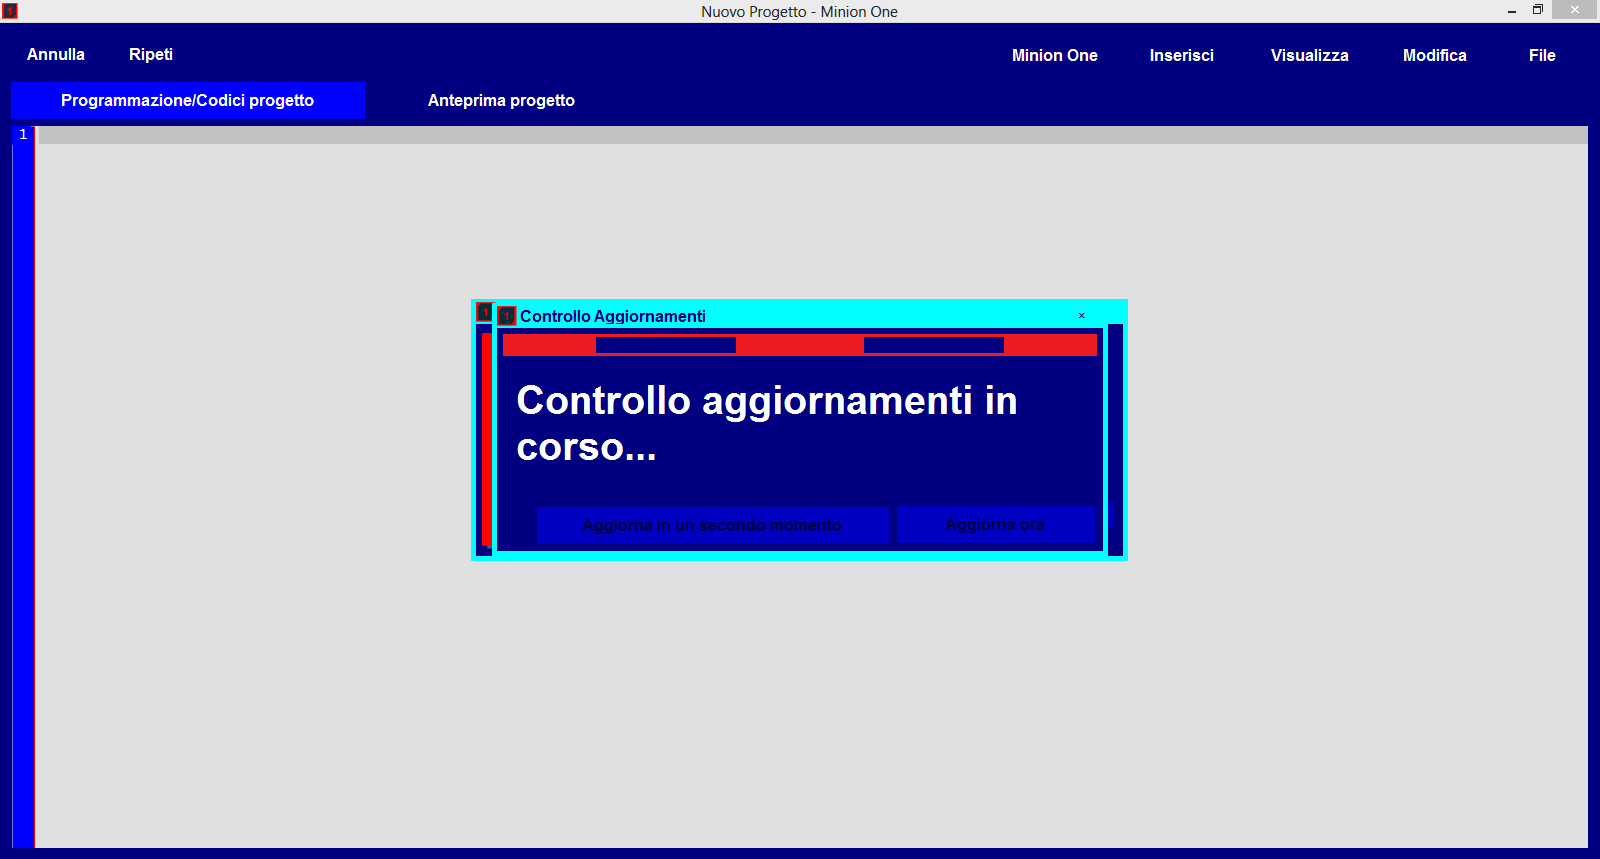 Nuovo Progetto - Minion One
Annulla Ripeti Minion One Inserisci Visualizza Modifica File
Programmazione/Codici progetto Anteprima progetto
1
Controllo Aggiornamenti
Controllo aggiornamenti in
corso...
Aggiorna in un secondo momento Aggiorna ora